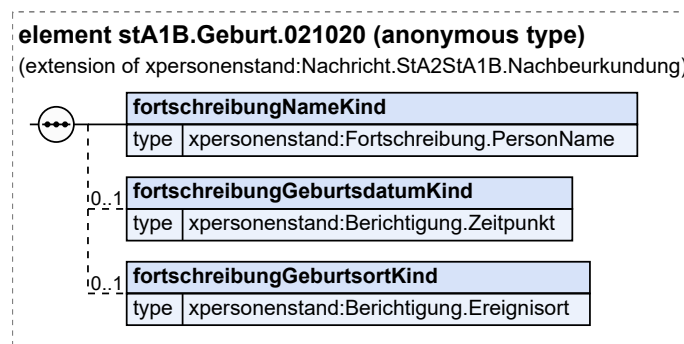 element stA1B.Geburt.021020 (anonymous type)
(extension of xpersonenstand:Nachricht.StA2StA1B.Nachbeurkundung)
fortschreibungNameKind
type xpersonenstand:Fortschreibung.PersonName
0..1
fortschreibungGeburtsdatumKind
type xpersonenstand:Berichtigung.Zeitpunkt
0..1
fortschreibungGeburtsortKind
type xpersonenstand:Berichtigung.Ereignisort